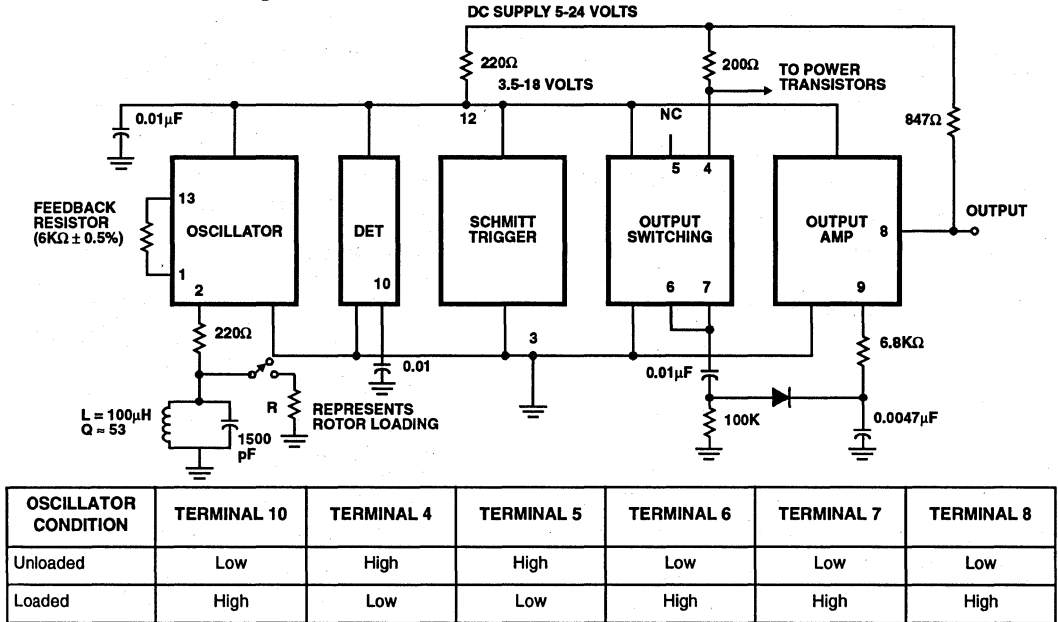 DC SUPPLY 5-24 VOLTS
220Ω
200Ω
TO POWER
TRANSISTORS
3.5-18 VOLTS
0.01μF
12
NC
847Ω
5 4
13
FEEDBACK
RESISTOR
(6KΩ ± 0.5%)
OSCILLATOR
DET
SCHMITT
TRIGGER
OUTPUT
SWITCHING
OUTPUT
AMP
8
OUTPUT
1
2
10
6 7
9
220Ω
3
6.8KΩ
0.01
0.01μF
L = 100μH
Q ≈ 53
1500
pF
R
REPRESENTS
ROTOR LOADING
100K
0.0047μF
OSCILLATOR CONDITION TERMINAL 10 TERMINAL 4 TERMINAL 5 TERMINAL 6 TERMINAL 7 TERMINAL 8
Unloaded Low High High Low Low Low
Loaded High Low Low High High High